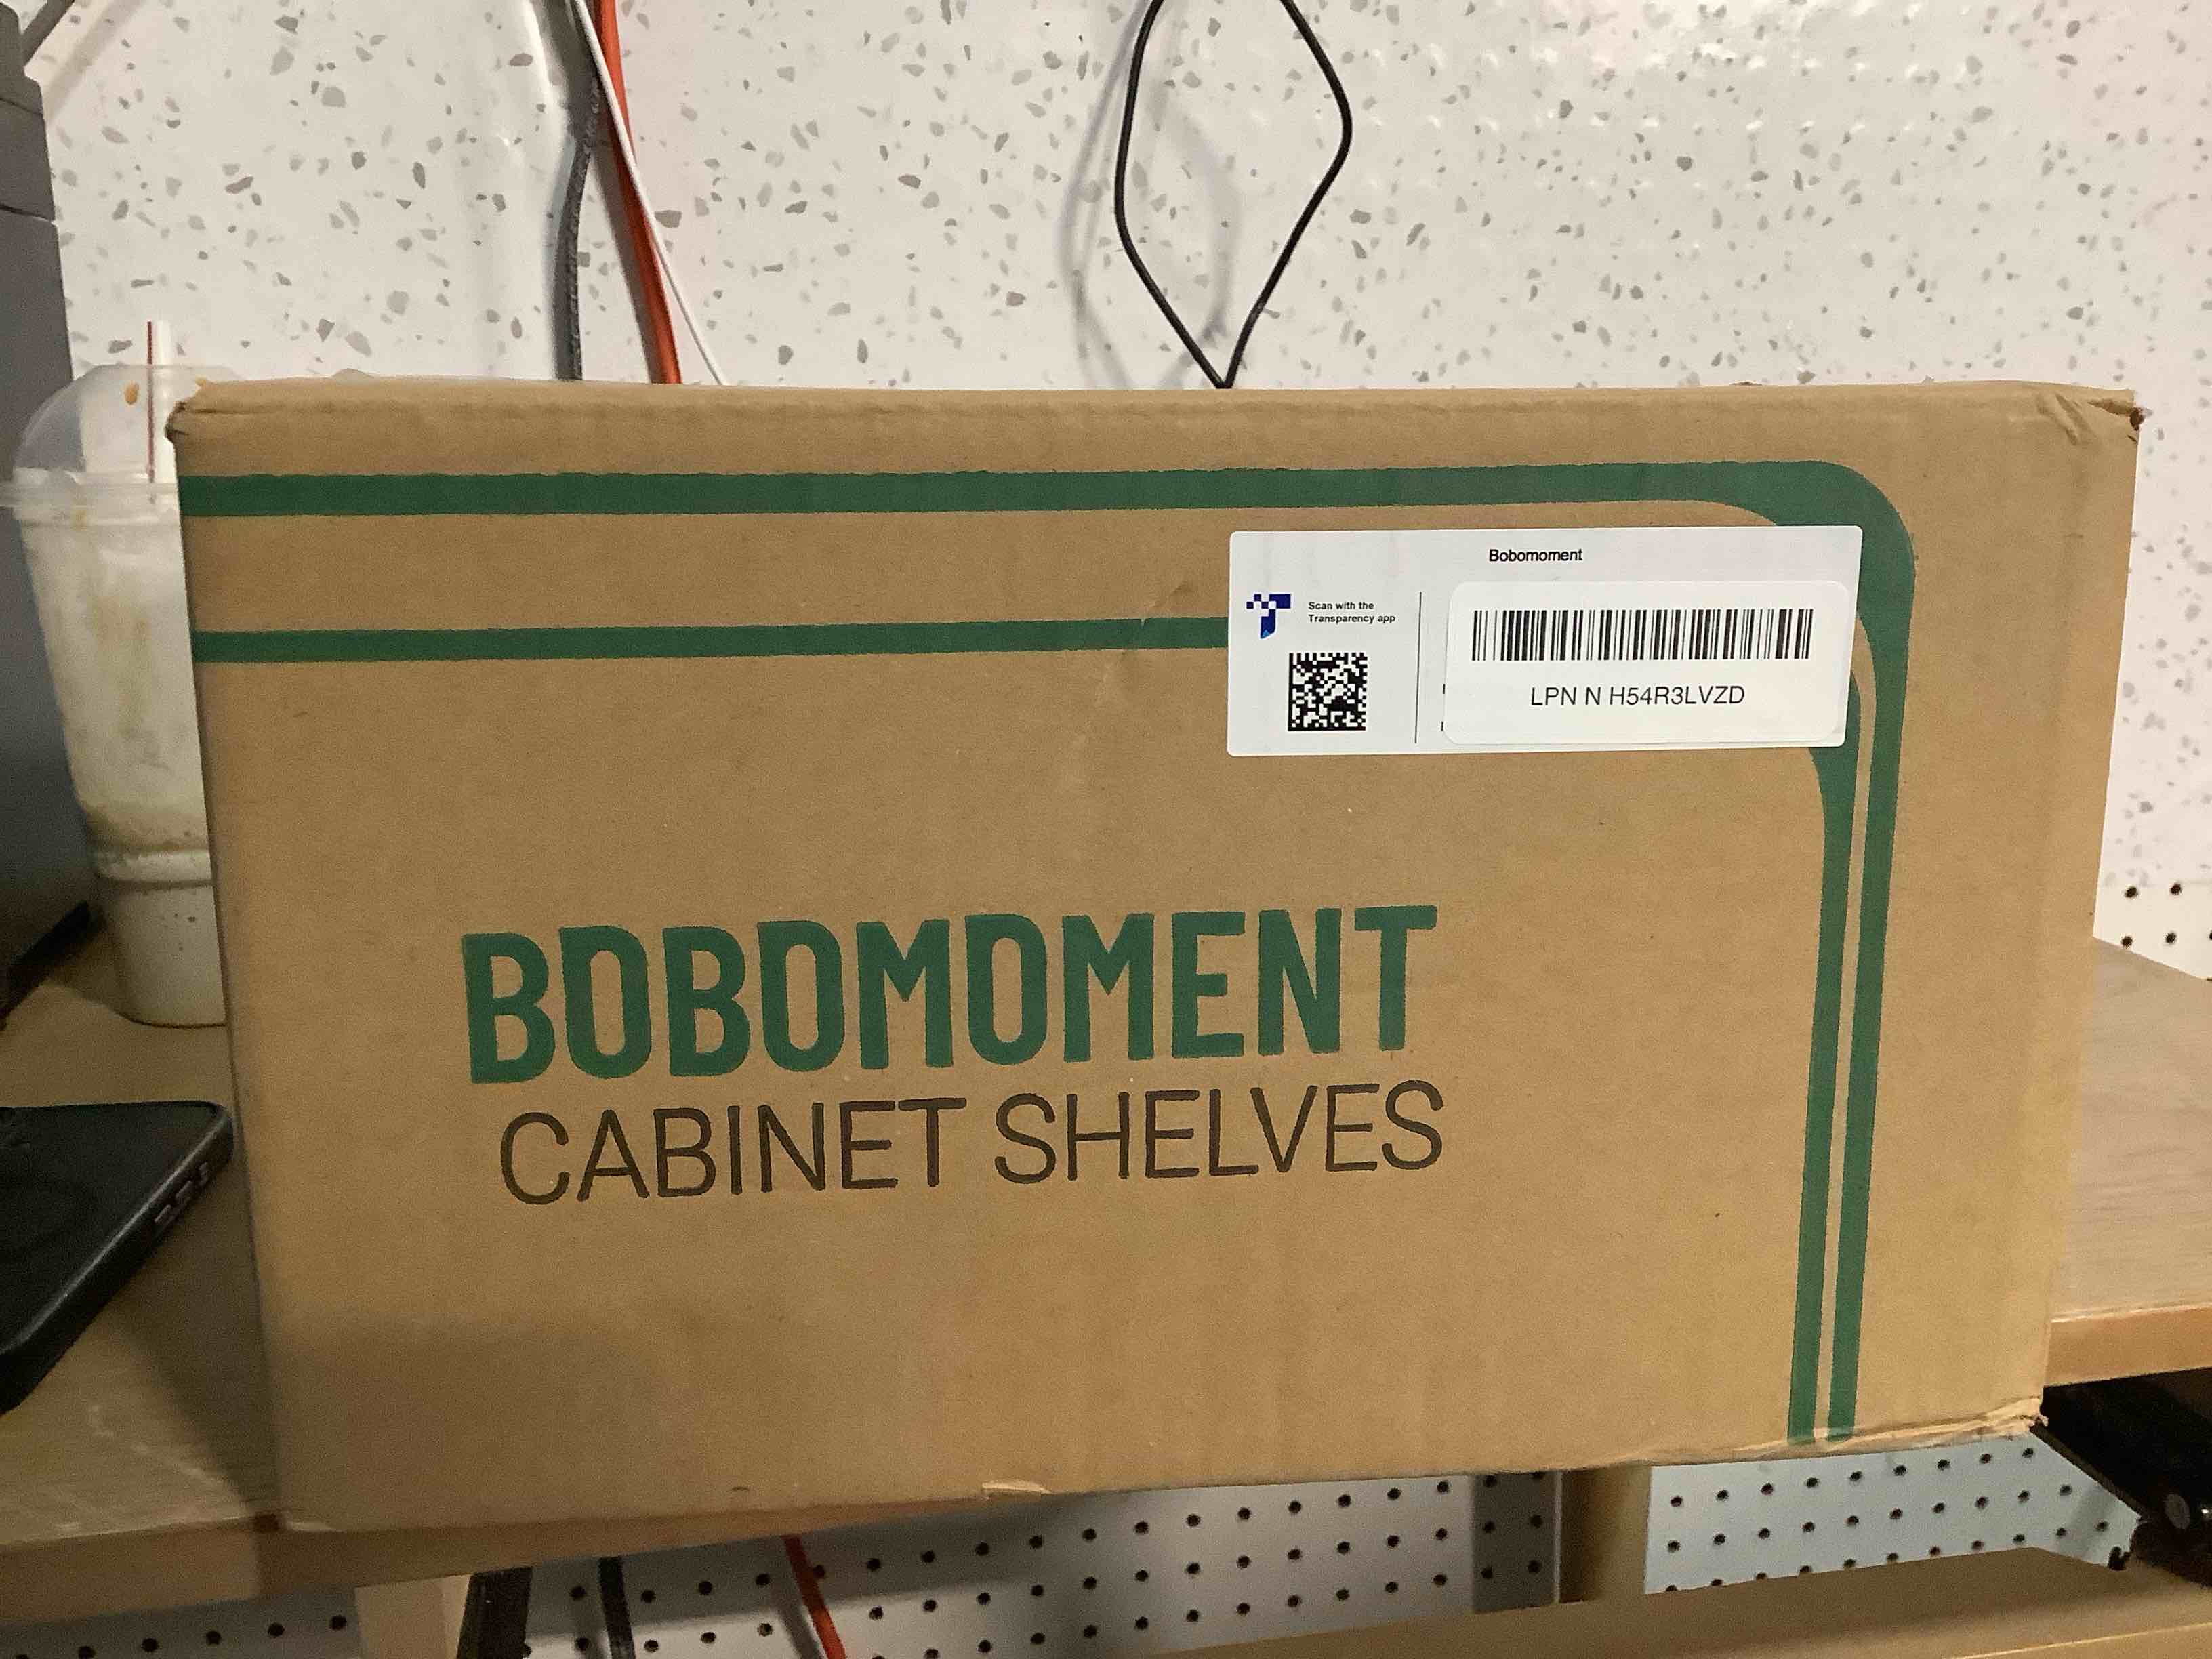 Bobomoment
Scan with the
Transparency app
LPN N H54R3LVZD
BOBOMOMENT
CABINET SHELVES